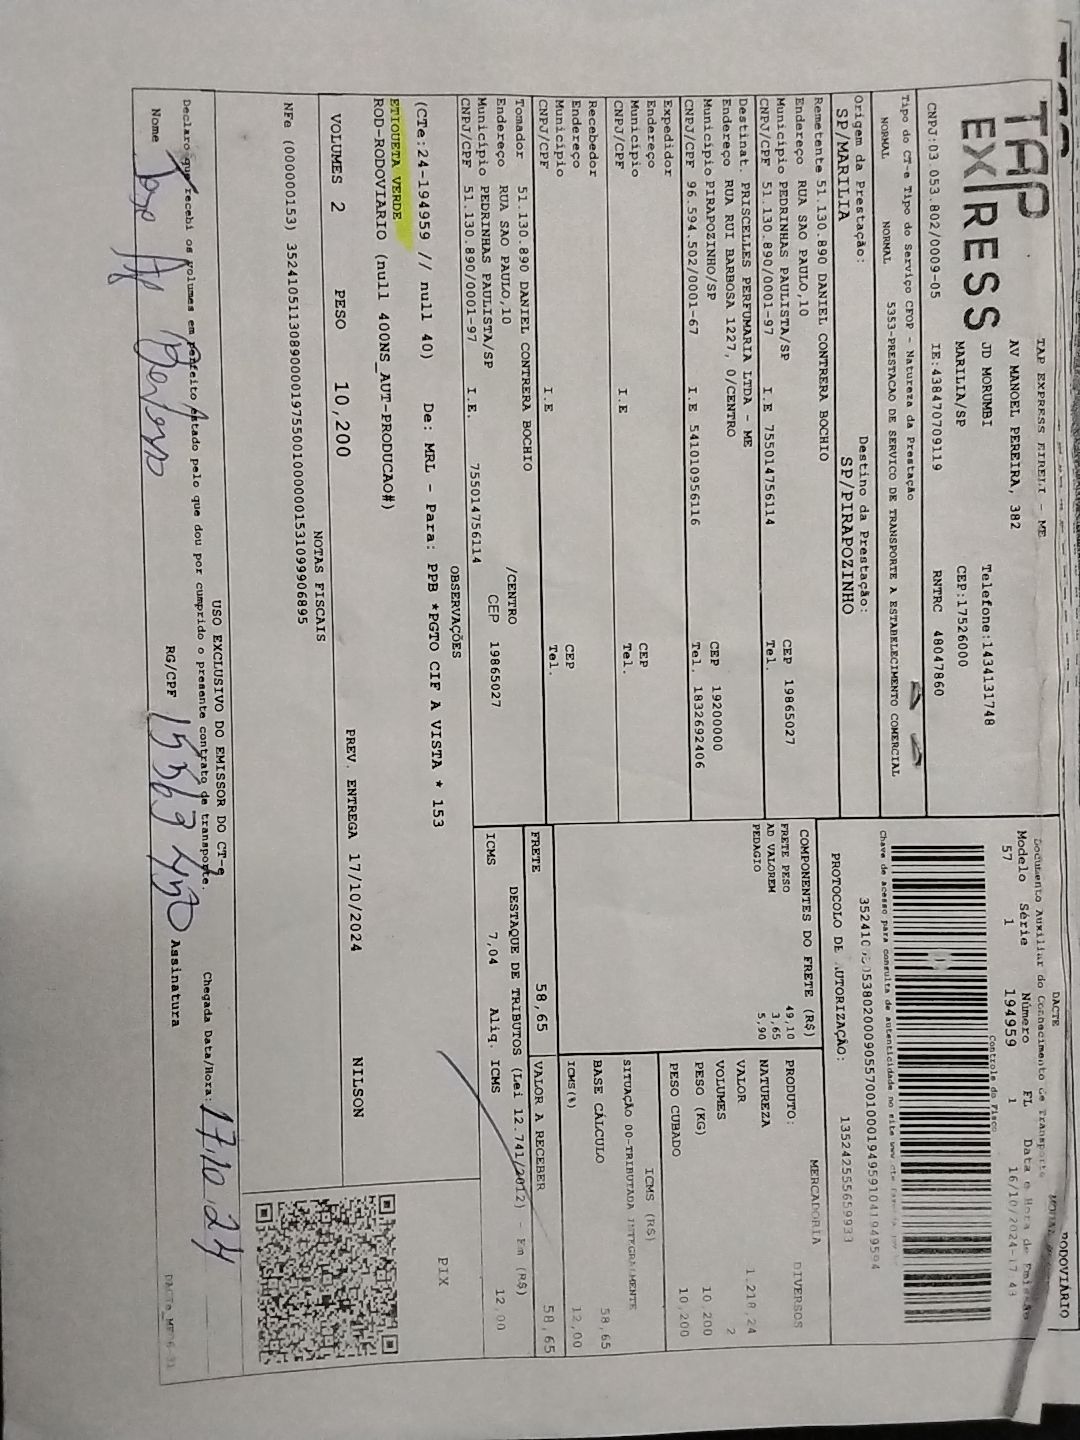 TAP
EXPRESS
TAP EXPRESS EIRELI - ME
AV MANOEL PEREIRA, 382
JD MORUMBI Telefone:1434131748
MARILIA/SP CEP:17526000
CNPJ:03.053.802/0009-05 IE:438470709119 RNTRC 48047860
RODOVIÁRIO
DACTE
Documento Auxiliar do Conhecimento de Transporte
Modelo Série Número FL Data e Hora de Emissão
57 1 194959 1 16/10/2024-17:43
Controle do Fisco
Tipo do CT-e Tipo do Serviço CFOP - Natureza da Prestação
NORMAL NORMAL 5353-PRESTACAO DE SERVICO DE TRANSPORTE A ESTABELECIMENTO COMERCIAL
Chave de acesso para consulta de autenticidade no site
Origem da Prestação: Destino da Prestação:
SP/MARILIA SP/PIRAPOZINHO
PROTOCOLO DE AUTORIZAÇÃO: 135242555659933
Remetente 51.130.890 DANIEL CONTRERA BOCHIO
Endereço RUA SAO PAULO,10
Município PEDRINHAS PAULISTA/SP CEP 19865027
CNPJ/CPF 51.130.890/0001-97 I.E 755014756114 Tel.
Destinat. PRISCELLES PERFUMARIA LTDA - ME
Endereço RUA RUI BARBOSA 1227, 0/CENTRO
Município PIRAPOZINHO/SP CEP 19200000
CNPJ/CPF 96.594.502/0001-67 I.E 541010956116 Tel. 1832692406
Expedidor
Endereço
Município CEP
CNPJ/CPF I.E Tel.
Recebedor
Endereço
Município CEP
CNPJ/CPF I.E Tel.
Tomador 51.130.890 DANIEL CONTRERA BOCHIO
Endereço RUA SAO PAULO,10 /CENTRO
Município PEDRINHAS PAULISTA/SP CEP 19865027
CNPJ/CPF 51.130.890/0001-97 I.E. 755014756114
COMPONENTES DO FRETE (R$)
FRETE PESO 49,10
AD VALOREM 3,65
PEDAGIO 5,90
MERCADORIA
PRODUTO: DIVERSOS
NATUREZA
VALOR 1.218,24
VOLUMES 2
PESO (KG) 10,200
PESO CUBADO 10,200
ICMS (R$)
SITUAÇÃO 00-TRIBUTADA INTEGRALMENTE
BASE CÁLCULO 58,65
ICMS(%) 12,00
FRETE 58,65 VALOR A RECEBER 58,65
DESTAQUE DE TRIBUTOS (Lei 12.741/2012) - Em (R$)
ICMS 7,04 Aliq. ICMS 12,00
OBSERVAÇÕES
(CTe:24-194959 // null 40) De: MRL - Para: PPB *PGTO CIF A VISTA * 153
ETIQUETA VERDE
ROD-RODOVIARIO (null 400NS_AUT-PRODUCAO#)
PIX
VOLUMES 2 PESO 10,200 PREV. ENTREGA 17/10/2024 NILSON
NOTAS FISCAIS
NFe (000000153) 35241051130890000197550010000001531099906895
USO EXCLUSIVO DO EMISSOR DO CT-e
Declaro que recebi os volumes em perfeito estado pelo que dou por cumprido o presente contrato de transporte.
Chegada Data/Hora: 17.10.24
Nome RG/CPF Assinatura